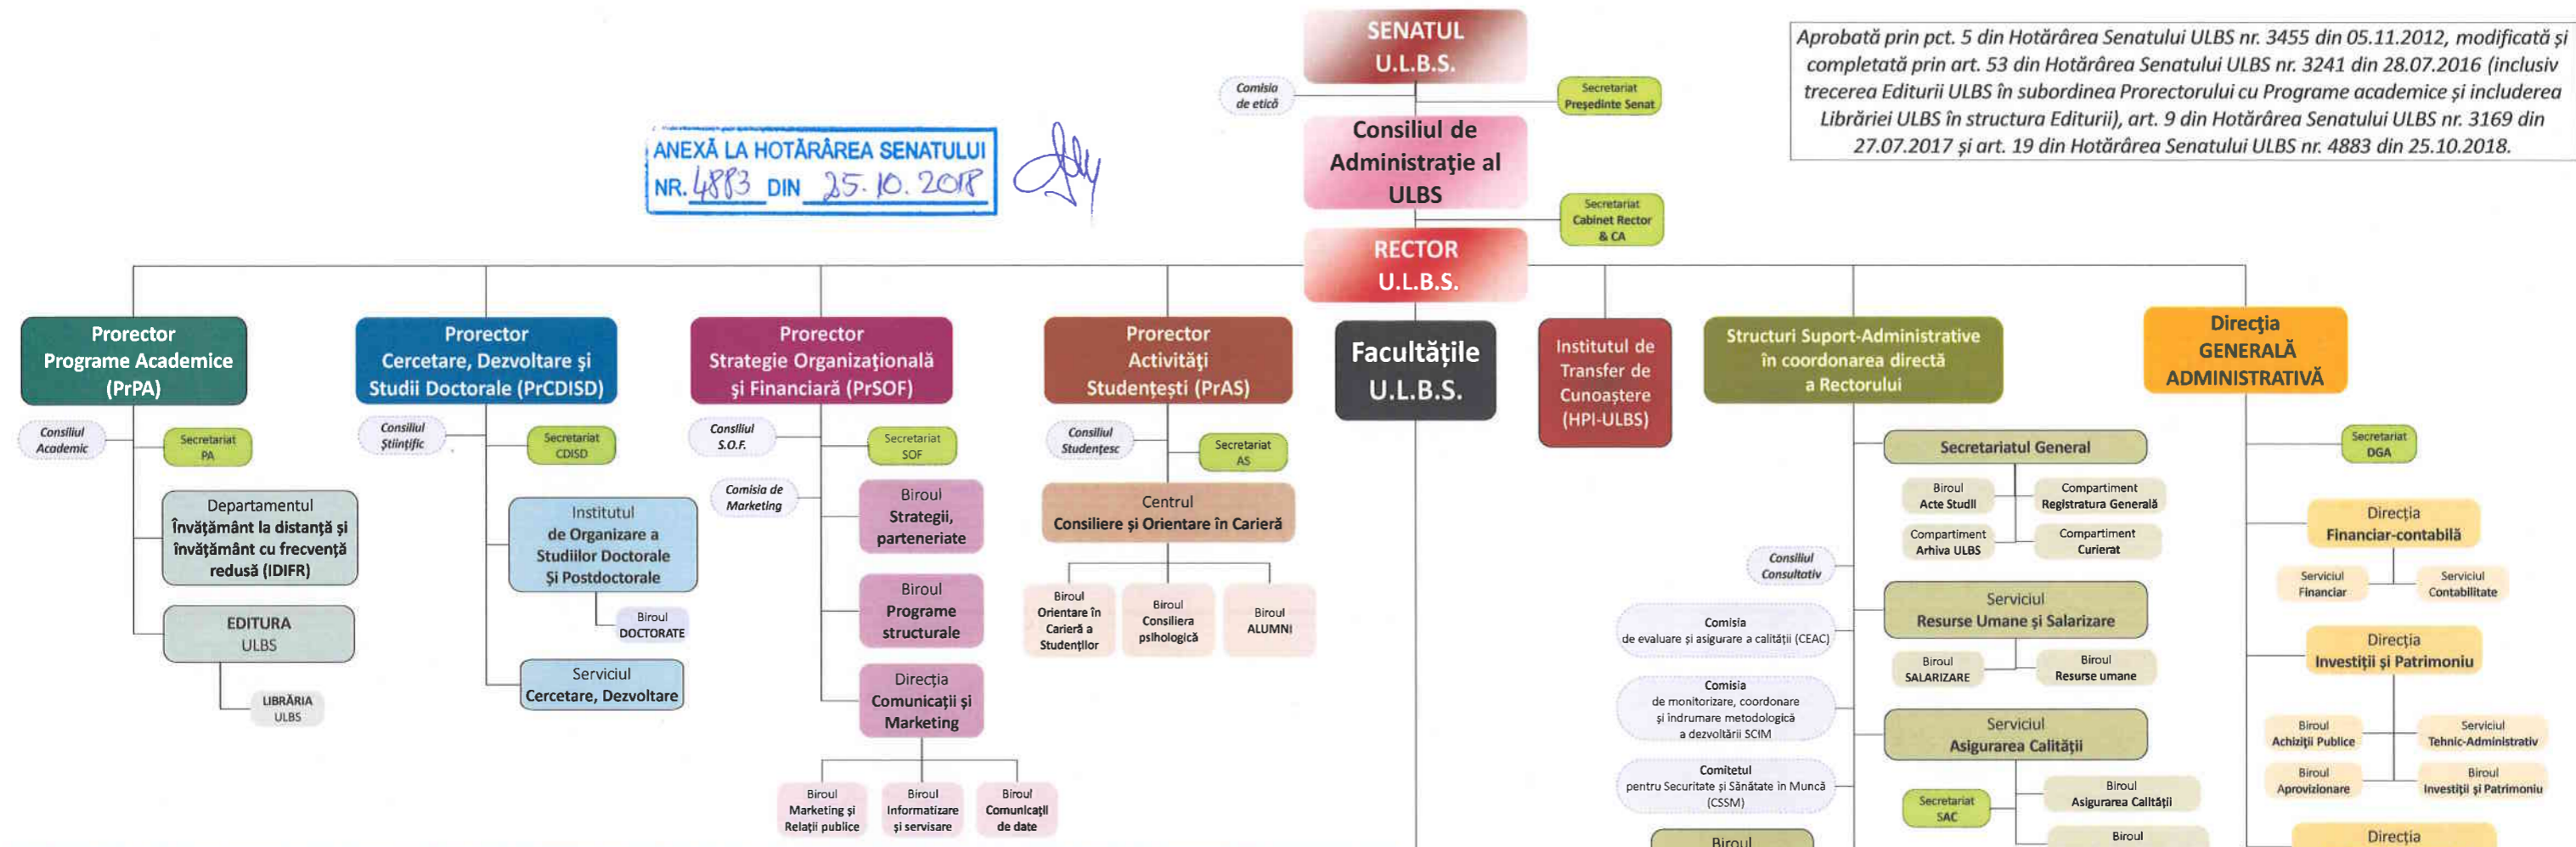 SENATUL
U.L.B.S.
Comisia
de etică
Secretariat
Președinte Senat
Aprobată prin pct. 5 din Hotărârea Senatului ULBS nr. 3455 din 05.11.2012, modificată și
completată prin art. 53 din Hotărârea Senatului ULBS nr. 3241 din 28.07.2016 (inclusiv
trecerea Editurii ULBS în subordinea Prorectorului cu Programe academice și includerea
Librăriei ULBS în structura Editurii), art. 9 din Hotărârea Senatului ULBS nr. 3169 din
27.07.2017 și art. 19 din Hotărârea Senatului ULBS nr. 4883 din 25.10.2018.
ANEXĂ LA HOTĂRÂREA SENATULUI
NR. 4883 DIN 25.10.2018
Consiliul de
Administraţie al
ULBS
Secretariat
Cabinet Rector
& CA
RECTOR
U.L.B.S.
Prorector
Programe Academice
(PrPA)
Consiliul
Academic
Secretariat
PA
Departamentul
Învățământ la distanță și
învățământ cu frecvență
redusă (IDIFR)
EDITURA
ULBS
LIBRĂRIA
ULBS
Prorector
Cercetare, Dezvoltare și
Studii Doctorale (PrCDISD)
Consiliul
Științific
Secretariat
CDISD
Institutul
de Organizare a
Studiilor Doctorale
Și Postdoctorale
Biroul
DOCTORATE
Serviciul
Cercetare, Dezvoltare
Prorector
Strategie Organizaţională
și Financiară (PrSOF)
Consiliul
S.O.F.
Secretariat
SOF
Comisia de
Marketing
Biroul
Strategii,
parteneriate
Biroul
Programe
structurale
Direcția
Comunicații și
Marketing
Biroul
Marketing și
Relații publice
Biroul
Informatizare
și servisare
Biroul
Comunicații
de date
Prorector
Activităţi
Studențești (PrAS)
Consiliul
Studențesc
Secretariat
AS
Centrul
Consiliere și Orientare în Carieră
Biroul
Orientare în
Carieră a
Studenților
Biroul
Consiliera
psihologică
Biroul
ALUMNI
Facultățile
U.L.B.S.
Institutul de
Transfer de
Cunoaștere
(HPI-ULBS)
Structuri Suport-Administrative
în coordonarea directă
a Rectorului
Secretariatul General
Biroul
Acte Studii
Compartiment
Registratura Generală
Compartiment
Arhiva ULBS
Compartiment
Curierat
Consiliul
Consultativ
Serviciul
Resurse Umane și Salarizare
Comisia
de evaluare și asigurare a calității (CEAC)
Biroul
SALARIZARE
Biroul
Resurse umane
Comisia
de monitorizare, coordonare
și îndrumare metodologică
a dezvoltării SCIM
Serviciul
Asigurarea Calității
Comitetul
pentru Securitate și Sănătate în Muncă
(CSSM)
Secretariat
SAC
Biroul
Asigurarea Calității
Biroul
Biroul
Direcţia
GENERALĂ
ADMINISTRATIVĂ
Secretariat
DGA
Direcția
Financiar-contabilă
Serviciul
Financiar
Serviciul
Contabilitate
Direcția
Investiții și Patrimoniu
Biroul
Achiziții Publice
Serviciul
Tehnic-Administrativ
Biroul
Aprovizionare
Biroul
Investiții și Patrimoniu
Direcția